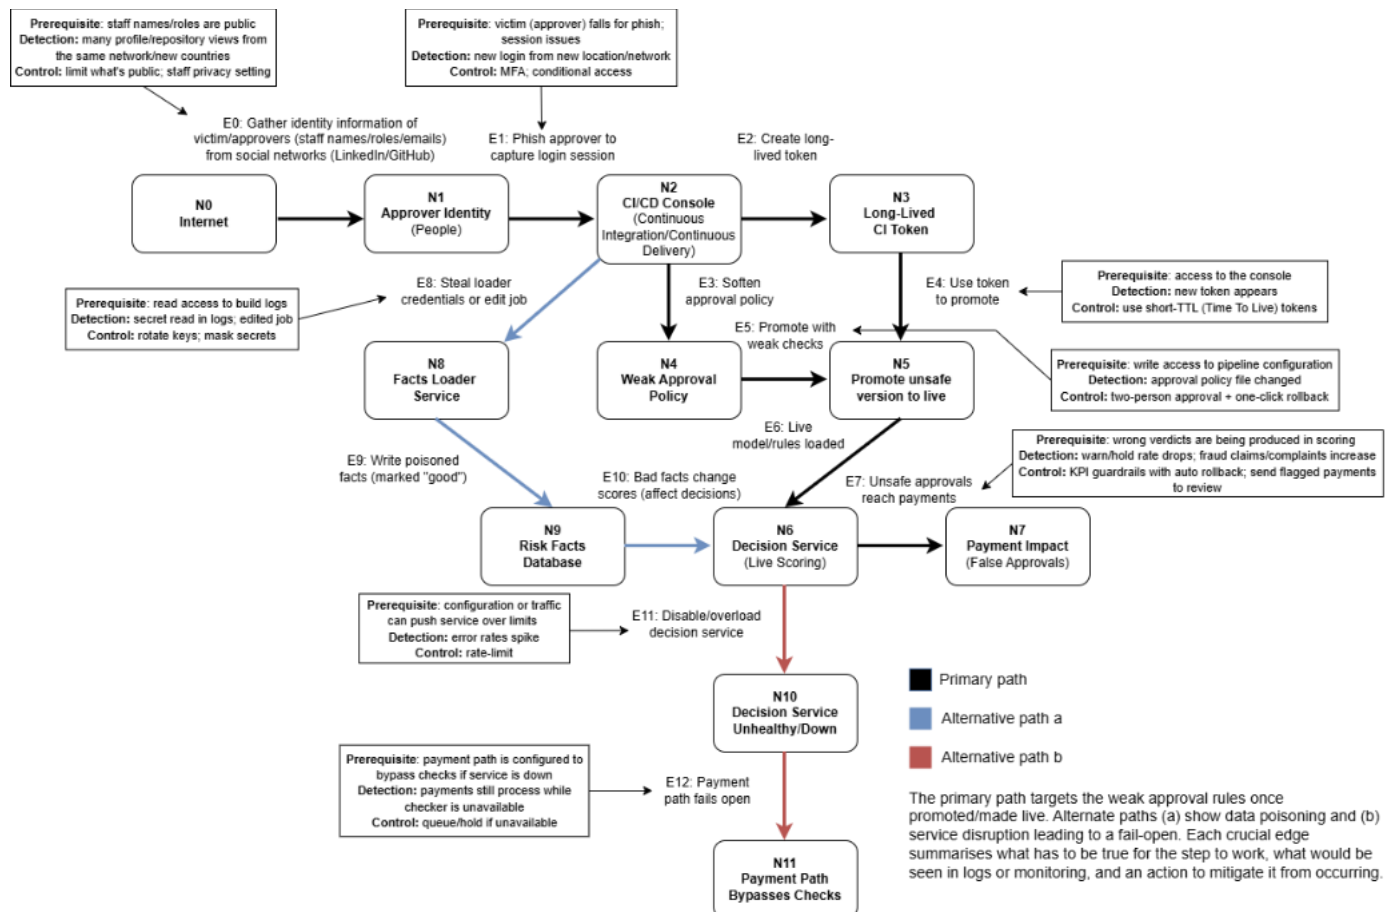 Prerequisite: staff names/roles are public
Detection: many profile/repository views from
the same network/new countries
Control: limit what's public; staff privacy setting
Prerequisite: victim (approver) falls for phish;
session issues
Detection: new login from new location/network
Control: MFA; conditional access
E0: Gather identity information of
victim/approvers (staff names/roles/emails)
from social networks (LinkedIn/GitHub)
E1: Phish approver to
capture login session
E2: Create long-
lived token
N0
Internet
N1
Approver Identity
(People)
N2
CI/CD Console
(Continuous
Integration/Continuous
Delivery)
N3
Long-Lived
CI Token
Prerequisite: read access to build logs
Detection: secret read in logs; edited job
Control: rotate keys; mask secrets
E8: Steal loader
credentials or edit job
E3: Soften
approval policy
E4: Use token
to promote
Prerequisite: access to the console
Detection: new token appears
Control: use short-TTL (Time To Live) tokens
E5: Promote with
weak checks
N8
Facts Loader
Service
N4
Weak Approval
Policy
N5
Promote unsafe
version to live
Prerequisite: write access to pipeline configuration
Detection: approval policy file changed
Control: two-person approval + one-click rollback
E6: Live
model/rules loaded
Prerequisite: wrong verdicts are being produced in scoring
Detection: warn/hold rate drops; fraud claims/complaints increase
Control: KPI guardrails with auto rollback; send flagged payments
to review
E9: Write poisoned
facts (marked "good")
E10: Bad facts change
scores (affect decisions)
E7: Unsafe approvals
reach payments
N9
Risk Facts
Database
N6
Decision Service
(Live Scoring)
N7
Payment Impact
(False Approvals)
Prerequisite: configuration or traffic
can push service over limits
Detection: error rates spike
Control: rate-limit
E11: Disable/overload
decision service
N10
Decision Service
Unhealthy/Down
Primary path
Alternative path a
Alternative path b
Prerequisite: payment path is configured to
bypass checks if service is down
Detection: payments still process while
checker is unavailable
Control: queue/hold if unavailable
E12: Payment
path fails open
N11
Payment Path
Bypasses Checks
The primary path targets the weak approval rules once
promoted/made live. Alternate paths (a) show data poisoning and (b)
service disruption leading to a fail-open. Each crucial edge
summarises what has to be true for the step to work, what would be
seen in logs or monitoring, and an action to mitigate it from occurring.